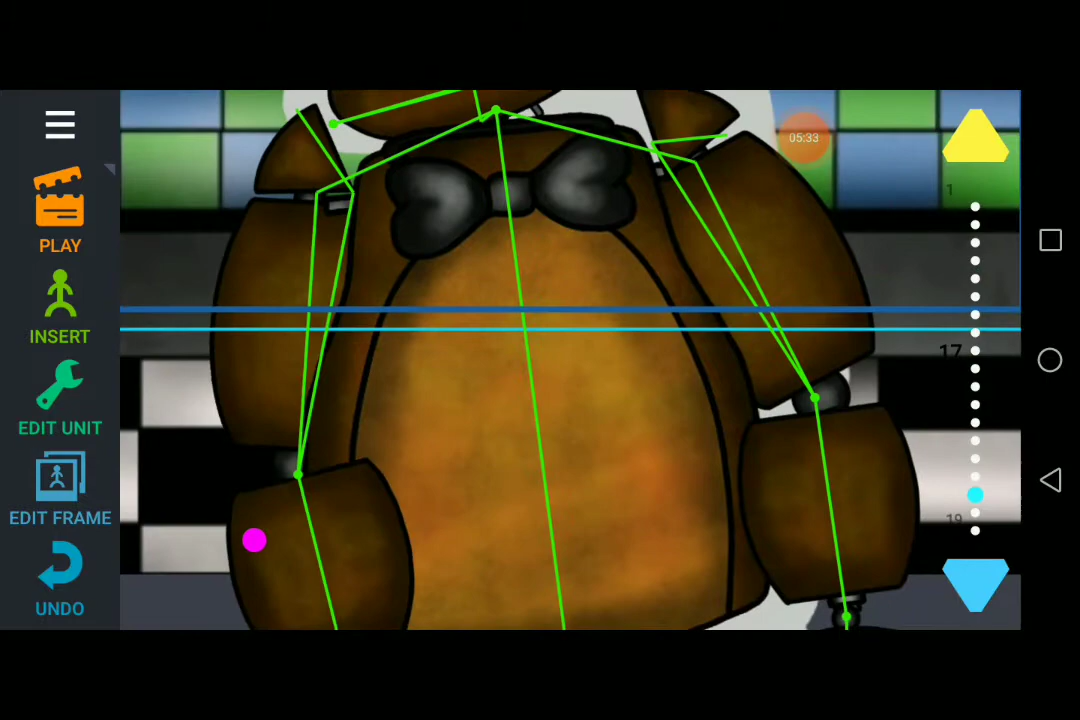 05:33
PLAY
1
INSERT
17
EDIT UNIT
EDIT FRAME
19
UNDO